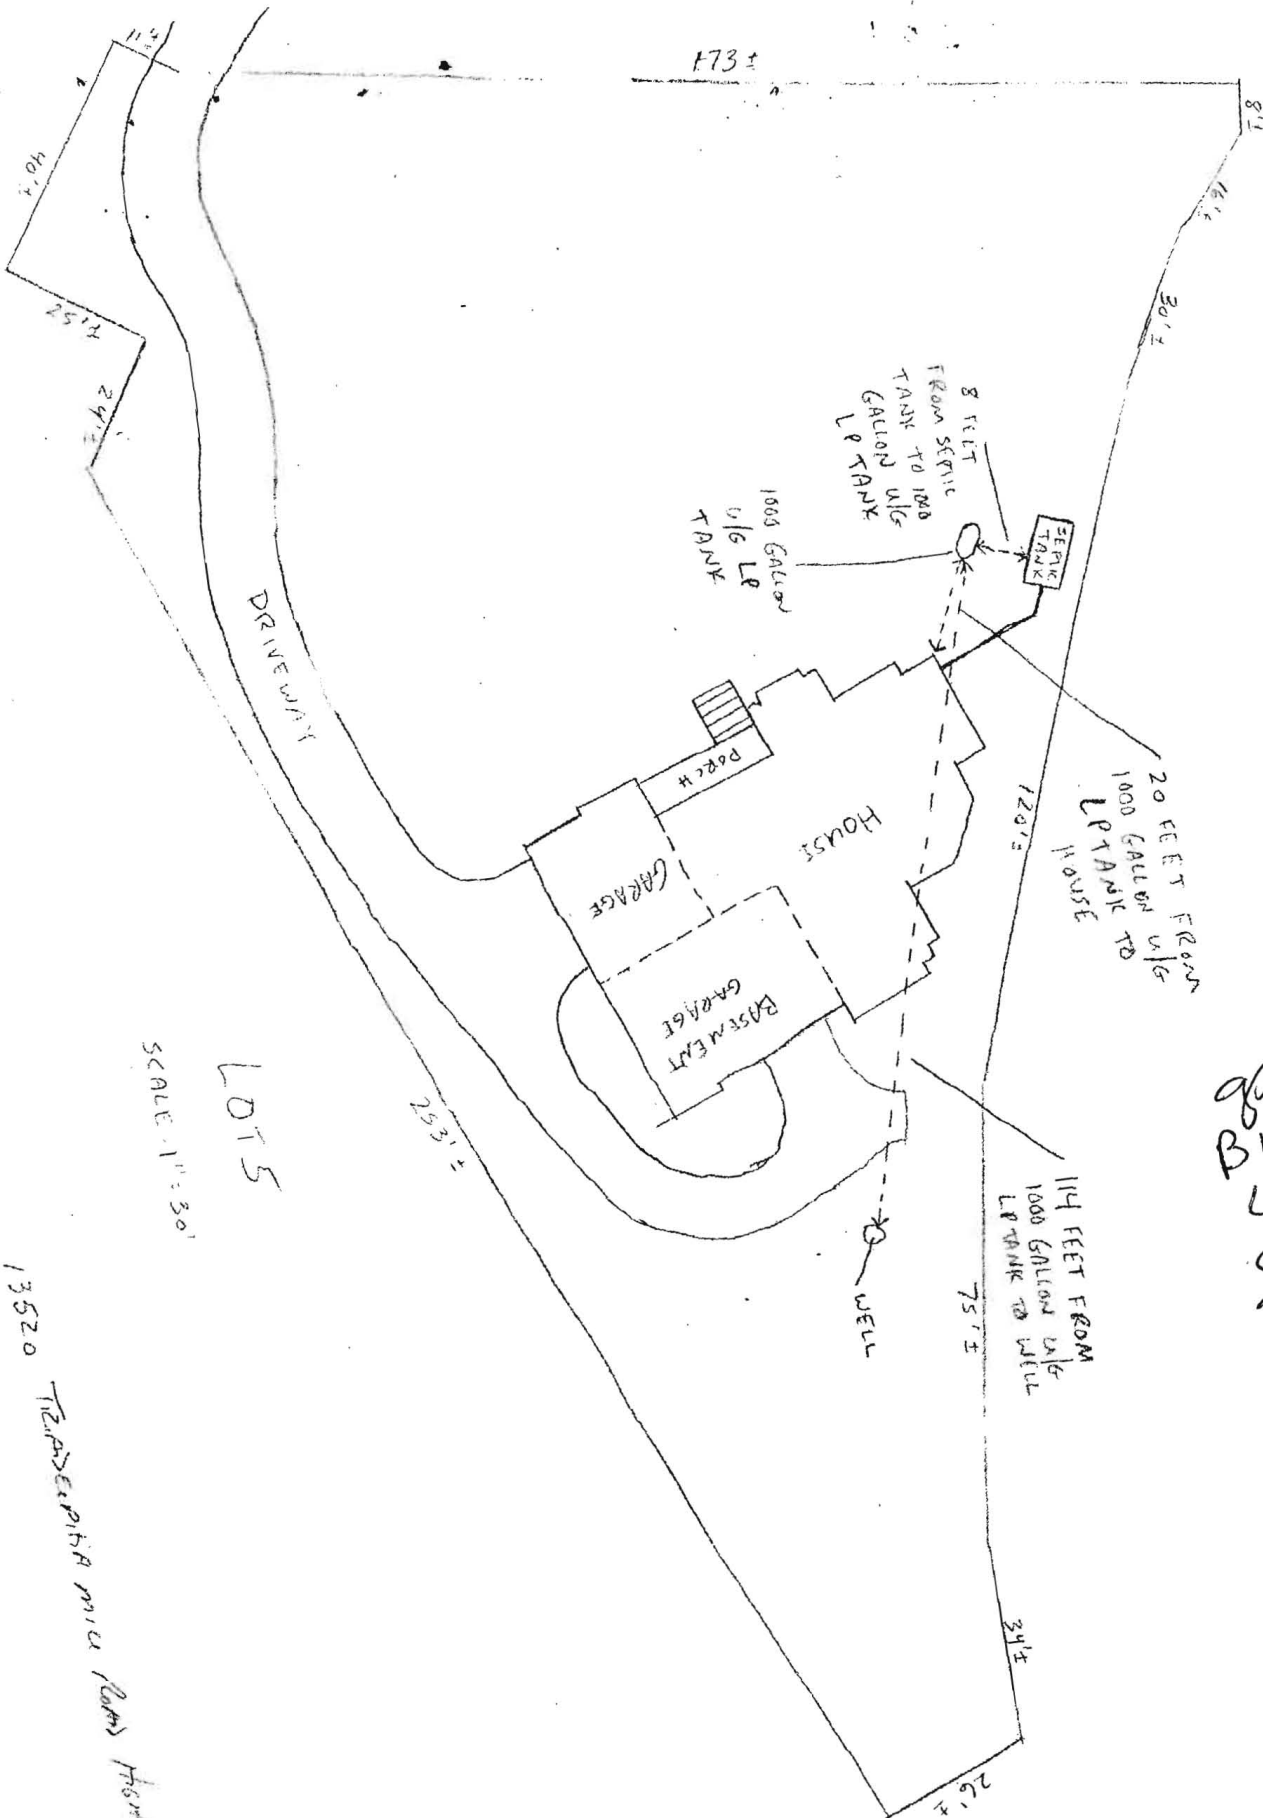 173 ±
8'±
16'±
30'±
120'±
75'±
34'±
26'±
253'±
24'±
25'±
40'±
11'±
8 FEET
FROM SEPTIC
TANK TO 1000
GALLON U/G
LP TANK
1000 GALLON
U/G LP
TANK
SEPTIC
TANK
20 FEET FROM
1000 GALLON U/G
LP TANK TO
HOUSE
114 FEET FROM
1000 GALLON U/G
LP TANK TO WELL
WELL
HOUSE
PORCH
GARAGE
BASEMENT
GARAGE
DRIVEWAY
LOT 5
SCALE 1": 30'
13520